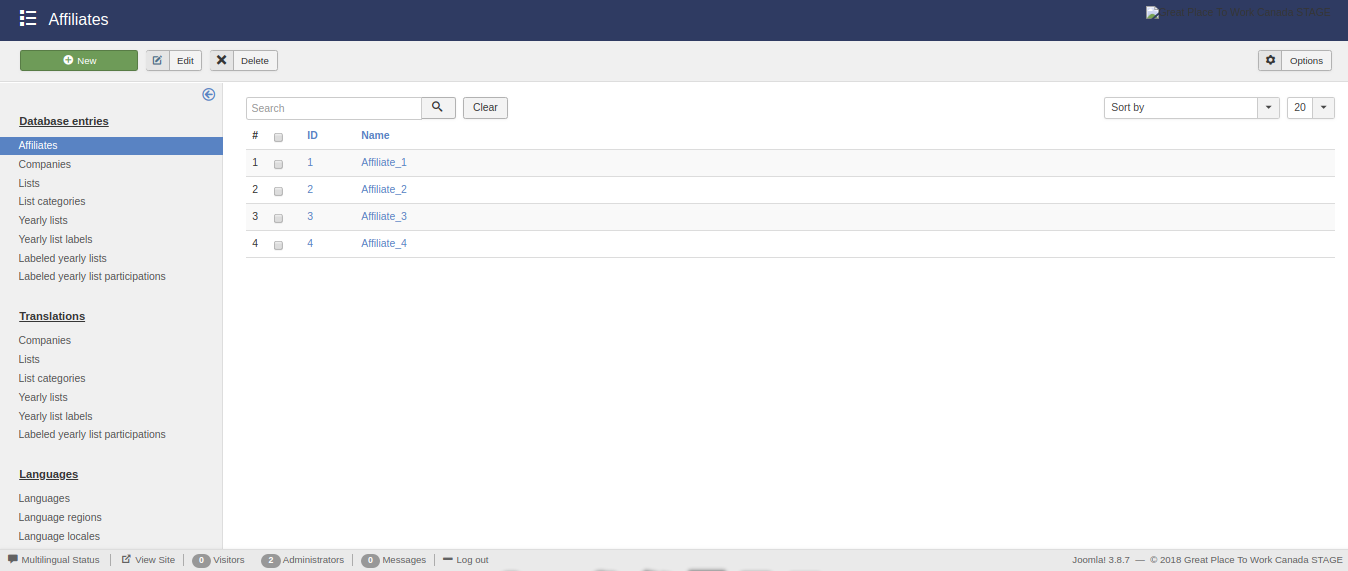 Affiliates
Great Place To Work Canada STAGE
New Edit Delete Options
Search Clear Sort by 20
Database entries
Affiliates
Companies
Lists
List categories
Yearly lists
Yearly list labels
Labeled yearly lists
Labeled yearly list participations
Translations
Companies
Lists
List categories
Yearly lists
Yearly list labels
Labeled yearly list participations
Languages
Languages
Language regions
Language locales
# ID Name
1 1 Affiliate_1
2 2 Affiliate_2
3 3 Affiliate_3
4 4 Affiliate_4
Multilingual Status View Site 0 Visitors 2 Administrators 0 Messages Log out Joomla! 3.8.7 — © 2018 Great Place To Work Canada STAGE